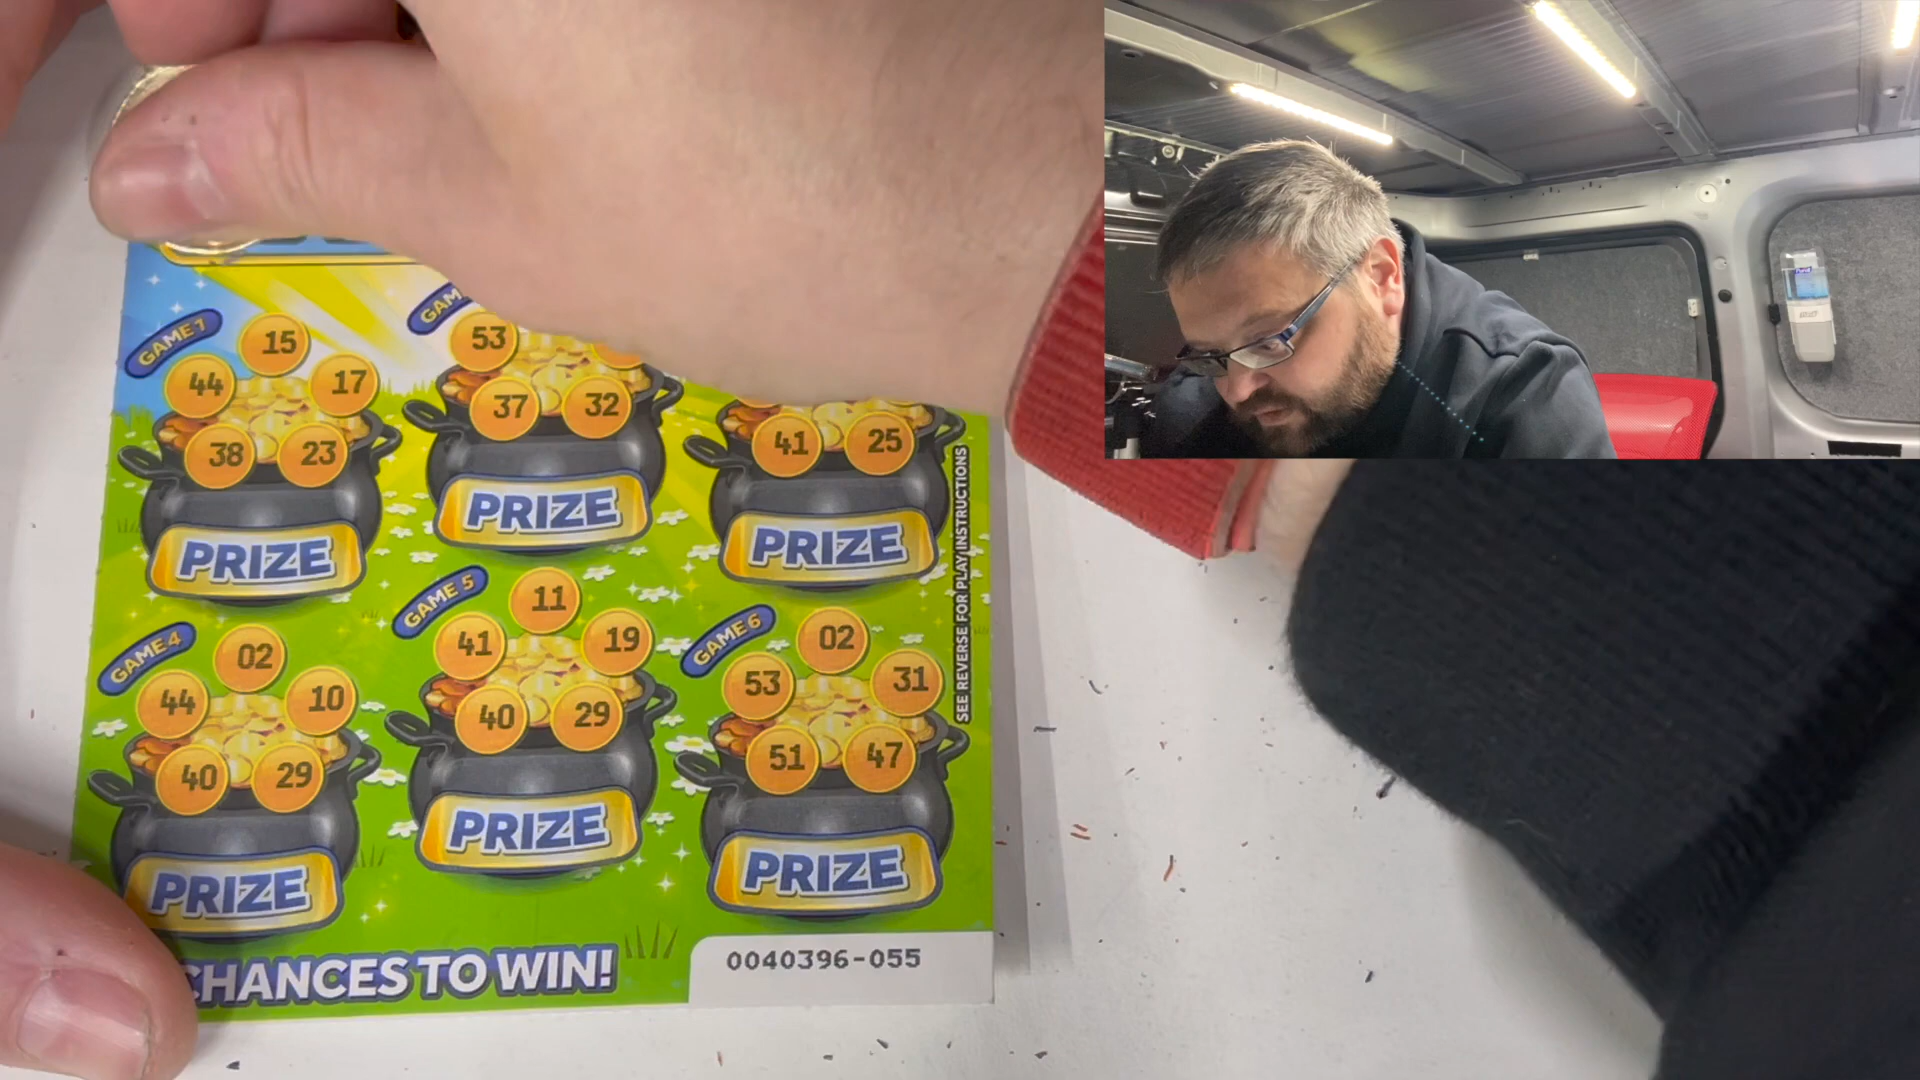 GAME 1
15
44
17
38
23
PRIZE
53
37
32
PRIZE
41
25
PRIZE
SEE REVERSE FOR PLAY INSTRUCTIONS
GAME 4
02
44
10
40
29
PRIZE
GAME 5
11
41
19
40
29
PRIZE
GAME 6
02
53
31
51
47
PRIZE
CHANCES TO WIN!
0040396-055